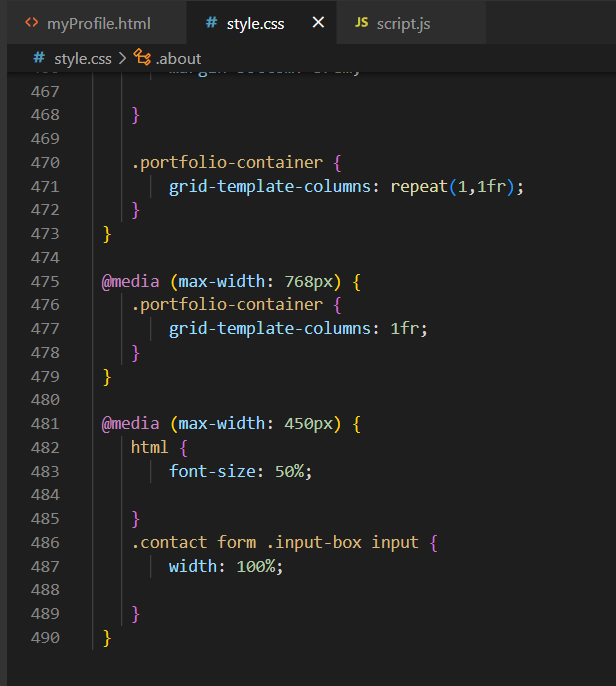 <> myProfile.html # style.css × JS script.js
# style.css > .about
467
468 }
469
470 .portfolio-container {
471 grid-template-columns: repeat(1,1fr);
472 }
473 }
474
475 @media (max-width: 768px) {
476 .portfolio-container {
477 grid-template-columns: 1fr;
478 }
479 }
480
481 @media (max-width: 450px) {
482 html {
483 font-size: 50%;
484
485 }
486 .contact form .input-box input {
487 width: 100%;
488
489 }
490 }